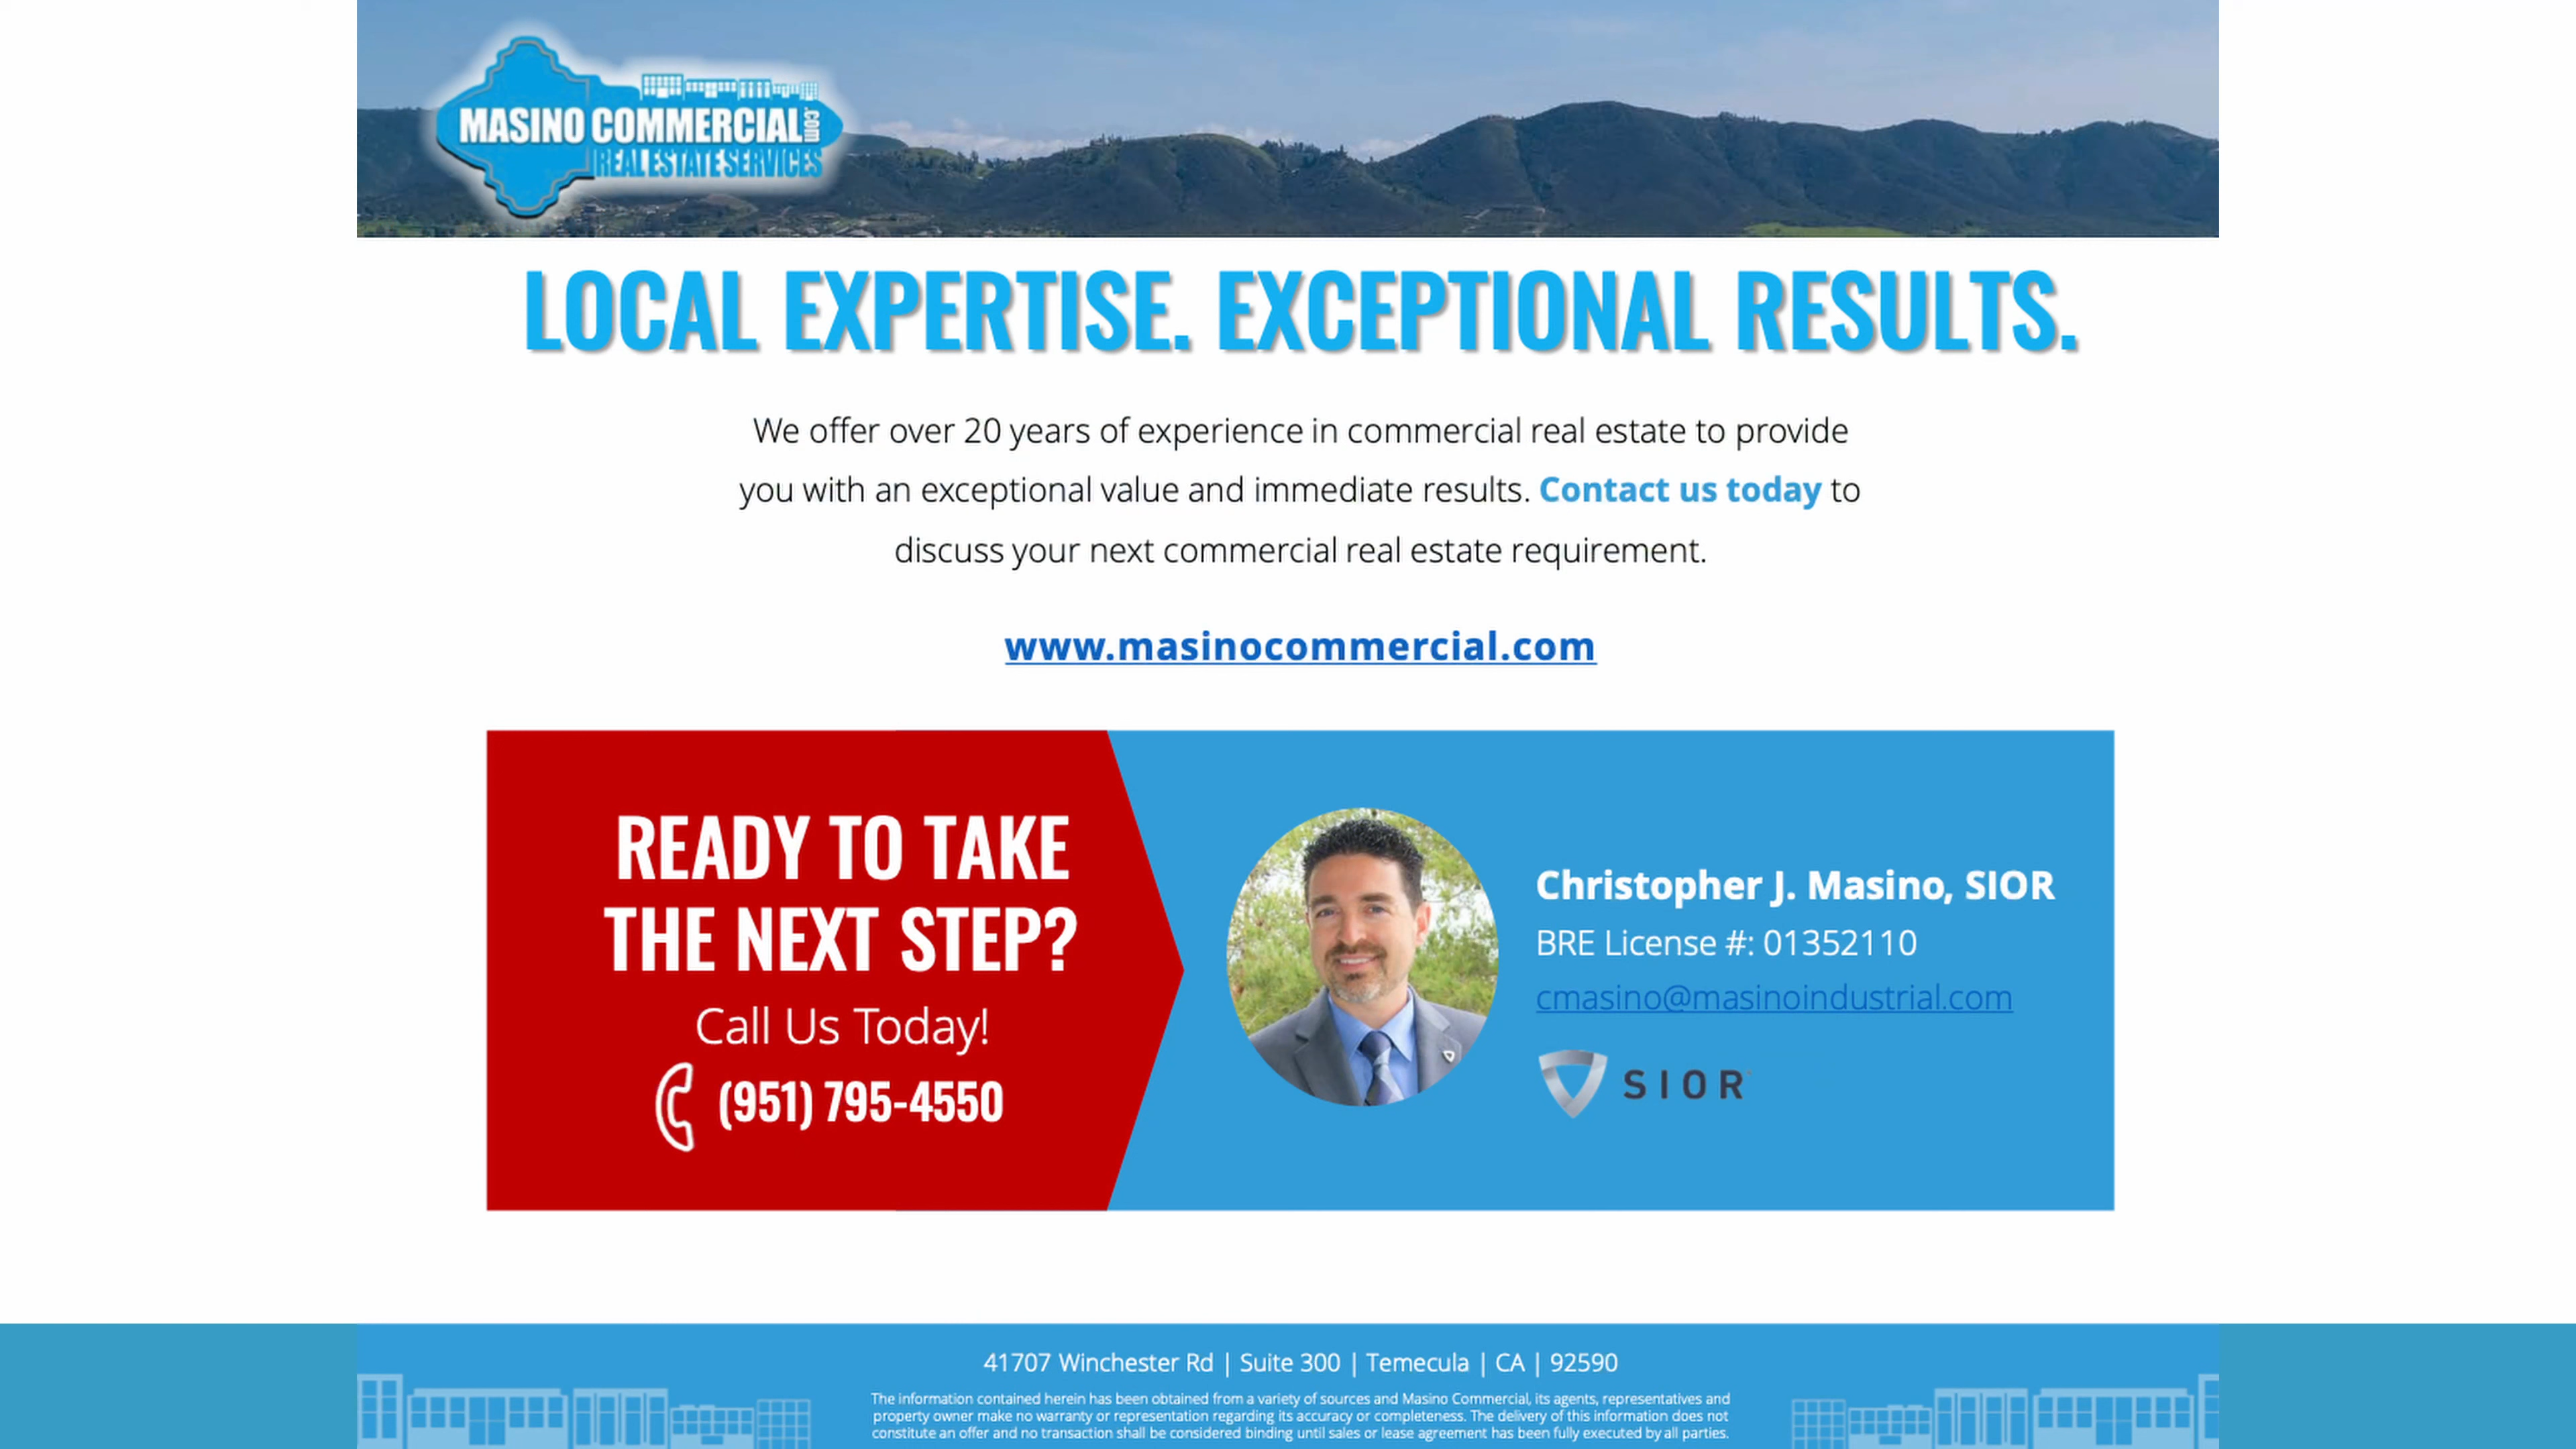 MASINO COMMERCIAL.com
REAL ESTATE SERVICES
LOCAL EXPERTISE. EXCEPTIONAL RESULTS.
We offer over 20 years of experience in commercial real estate to provide
you with an exceptional value and immediate results. Contact us today to
discuss your next commercial real estate requirement.
www.masinocommercial.com
READY TO TAKE
THE NEXT STEP?
Call Us Today!
(951) 795-4550
Christopher J. Masino, SIOR
BRE License #: 01352110
cmasino@masinoindustrial.com
SIOR
41707 Winchester Rd | Suite 300 | Temecula | CA | 92590
The information contained herein has been obtained from a variety of sources and Masino Commercial, its agents, representatives and
property owner make no warranty or representation regarding its accuracy or completeness. The delivery of this information does not
constitute an offer and no transaction shall be considered binding until sales or lease agreement has been fully executed by all parties.